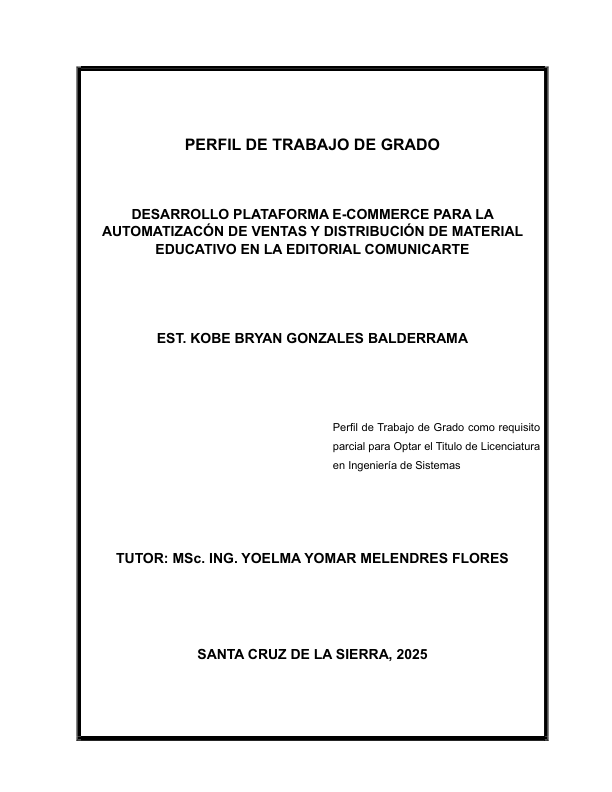 PERFIL DE TRABAJO DE GRADO
DESARROLLO PLATAFORMA E-COMMERCE PARA LA
AUTOMATIZACÓN DE VENTAS Y DISTRIBUCIÓN DE MATERIAL
EDUCATIVO EN LA EDITORIAL COMUNICARTE
EST. KOBE BRYAN GONZALES BALDERRAMA
Perfil de Trabajo de Grado como requisito
parcial para Optar el Titulo de Licenciatura
en Ingeniería de Sistemas
TUTOR: MSc. ING. YOELMA YOMAR MELENDRES FLORES
SANTA CRUZ DE LA SIERRA, 2025